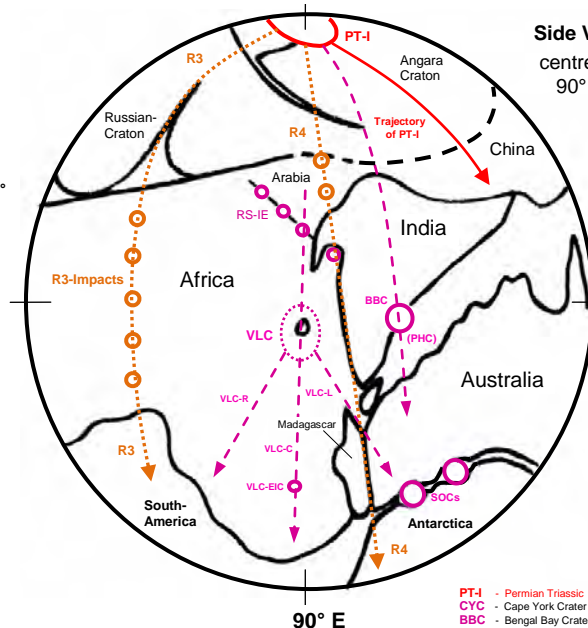 PT-I
Side V
centre
90°
R3
Angara
Craton
Russian-
Craton
R4
Trajectory
of PT-I
China
°
Arabia
RS-IE
India
Africa
R3-Impacts
BBC
(PHC)
VLC
Australia
VLC-R
VLC-L
Madagascar
VLC-C
R3
VLC-EIC
SOCs
South-
America
Antarctica
R4
90° E
PT-I - Permian Triassic
CYC - Cape York Crater
BBC - Bengal Bay Crate